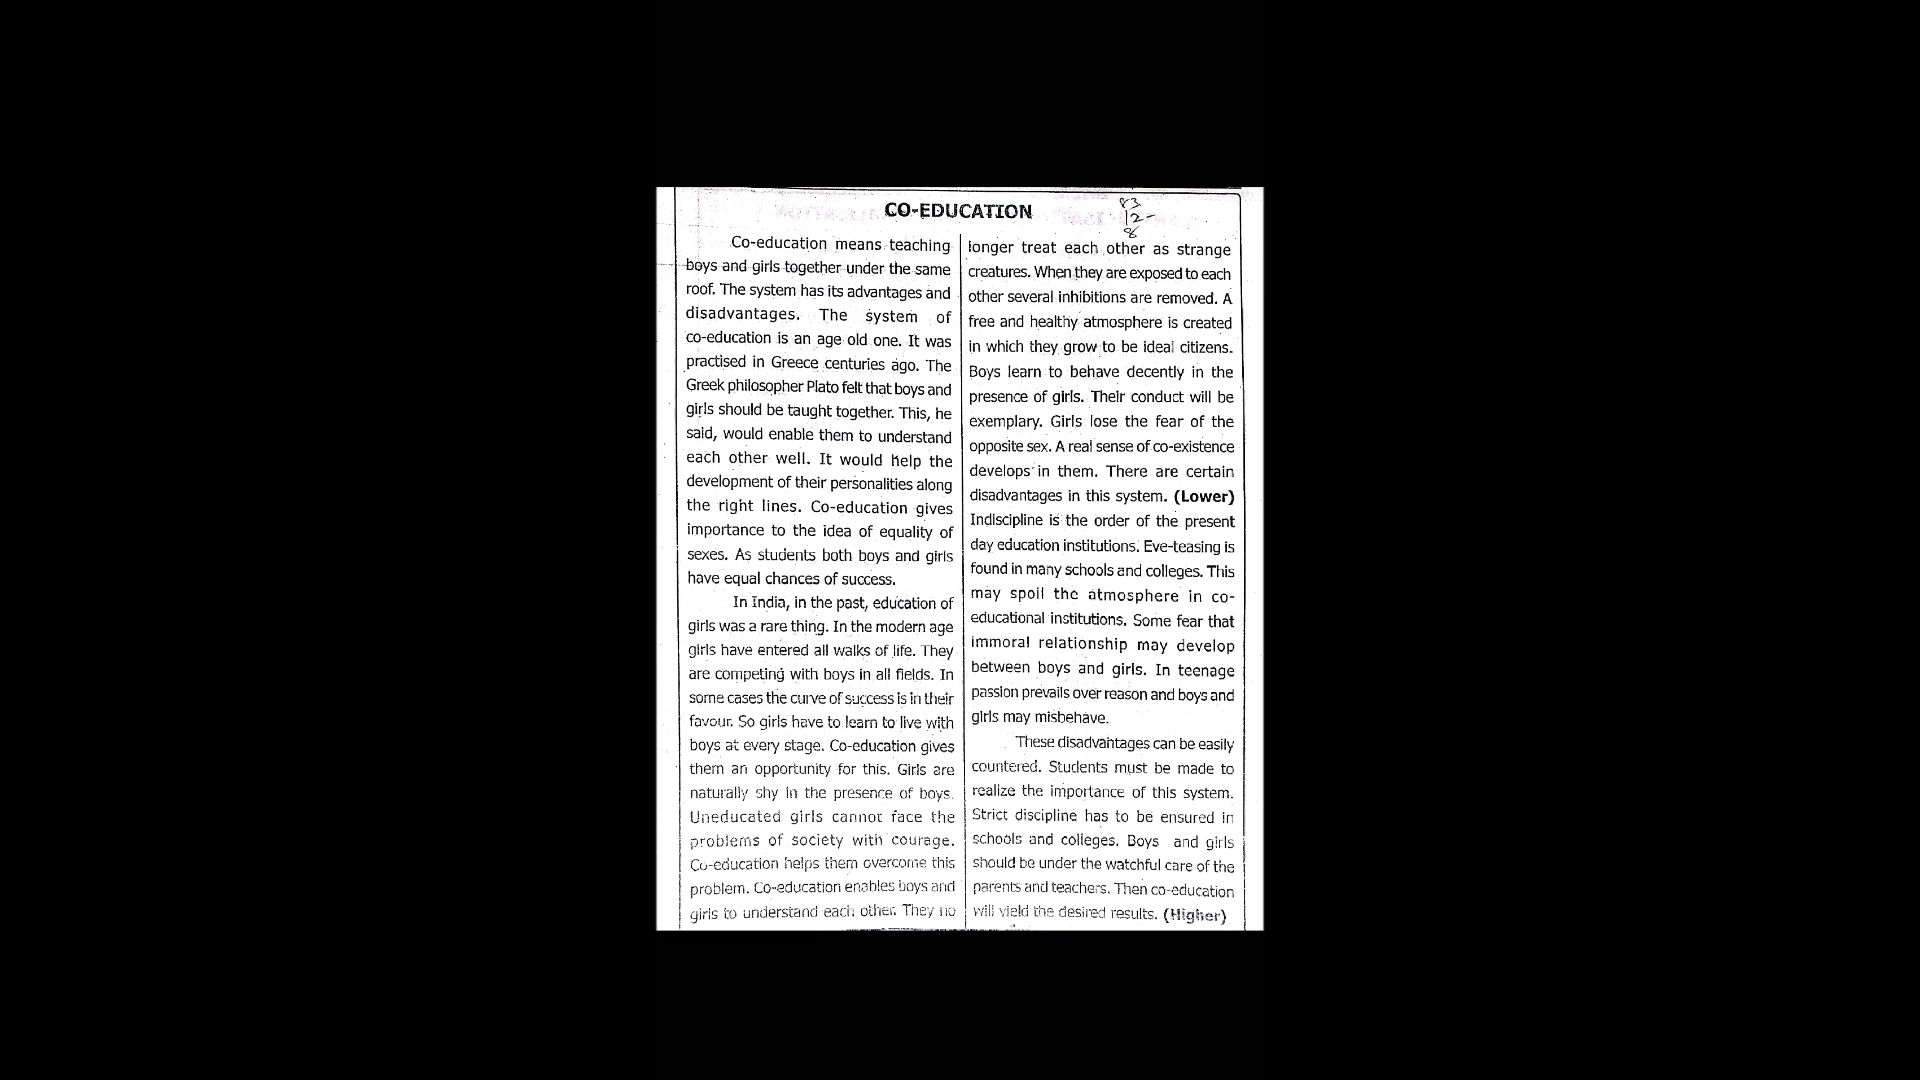 CO-EDUCATION
83
12-
8
Co-education means teaching
boys and girls together under the same
roof. The system has its advantages and
disadvantages. The system of
co-education is an age old one. It was
practised in Greece centuries ago. The
Greek philosopher Plato felt that boys and
girls should be taught together. This, he
said, would enable them to understand
each other well. It would help the
development of their personalities along
the right lines. Co-education gives
importance to the idea of equality of
sexes. As students both boys and girls
have equal chances of success.
In India, in the past, education of
girls was a rare thing. In the modern age
girls have entered all walks of life. They
are competing with boys in all fields. In
some cases the curve of success is in their
favour. So girls have to learn to live with
boys at every stage. Co-education gives
them an opportunity for this. Girls are
naturally shy in the presence of boys.
Uneducated girls cannot face the
problems of society with courage.
Co-education helps them overcome this
problem. Co-education enables boys and
girls to understand each other. They no
longer treat each other as strange
creatures. When they are exposed to each
other several inhibitions are removed. A
free and healthy atmosphere is created
in which they grow to be ideal citizens.
Boys learn to behave decently in the
presence of girls. Their conduct will be
exemplary. Girls lose the fear of the
opposite sex. A real sense of co-existence
develops in them. There are certain
disadvantages in this system. (Lower)
Indiscipline is the order of the present
day education institutions. Eve-teasing is
found in many schools and colleges. This
may spoil the atmosphere in co-
educational institutions. Some fear that
immoral relationship may develop
between boys and girls. In teenage
passion prevails over reason and boys and
girls may misbehave.
These disadvantages can be easily
countered. Students must be made to
realize the importance of this system.
Strict discipline has to be ensured in
schools and colleges. Boys and girls
should be under the watchful care of the
parents and teachers. Then co-education
will yield the desired results. (Higher)